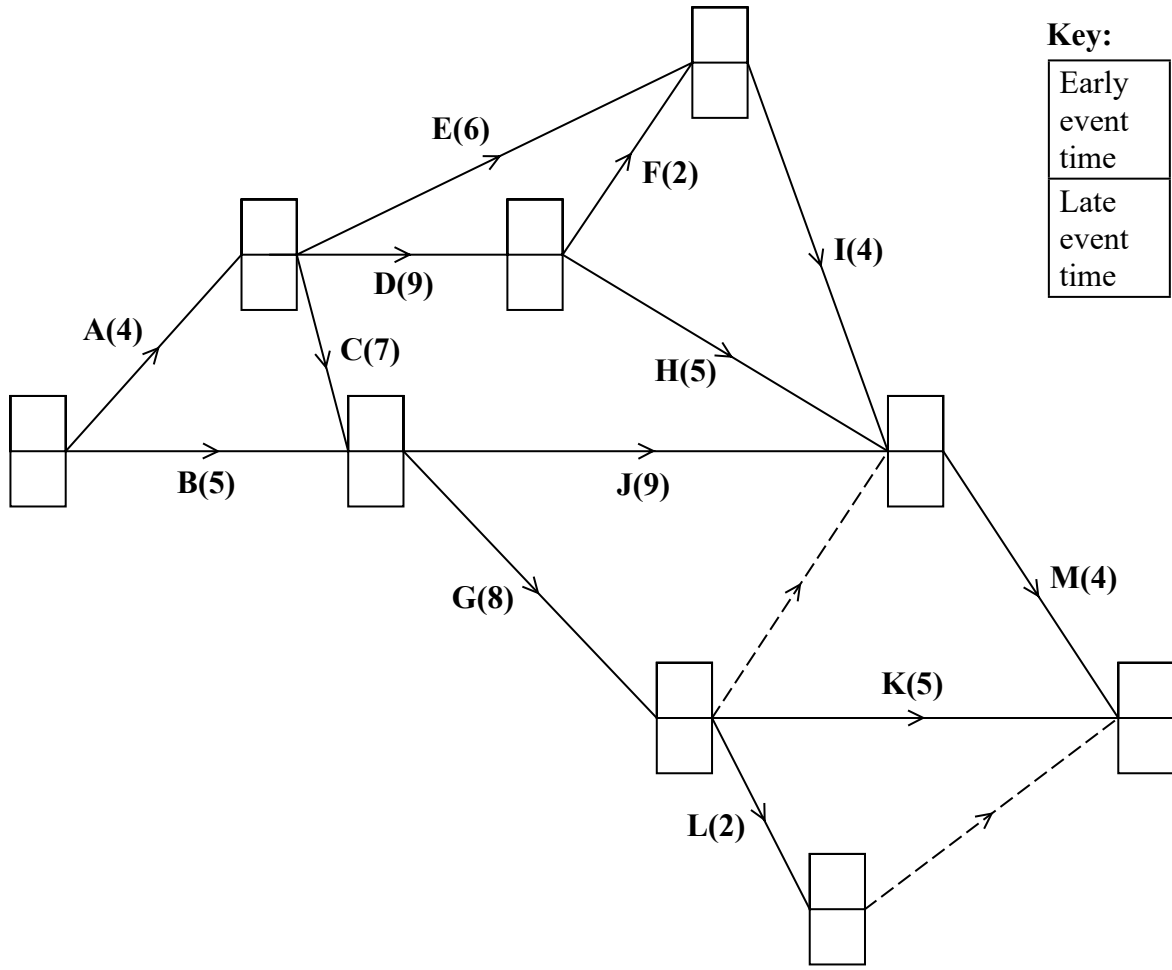 Key:
Early
event
time
Late
event
time
E(6)
F(2)
I(4)
D(9)
A(4)
C(7)
H(5)
B(5)
J(9)
G(8)
M(4)
K(5)
L(2)